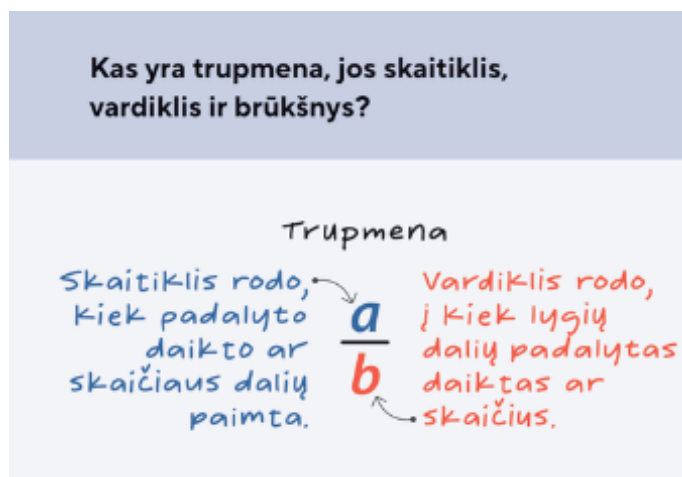 Kas yra trupmena, jos skaitiklis,
vardiklis ir brūkšnys?
Trupmena
Skaitiklis rodo,
kiek padalyto
daikto ar
skaičiaus dalių
paimta.
a
b
Vardiklis rodo,
į kiek lygių
dalių padalytas
daiktas ar
skaičius.